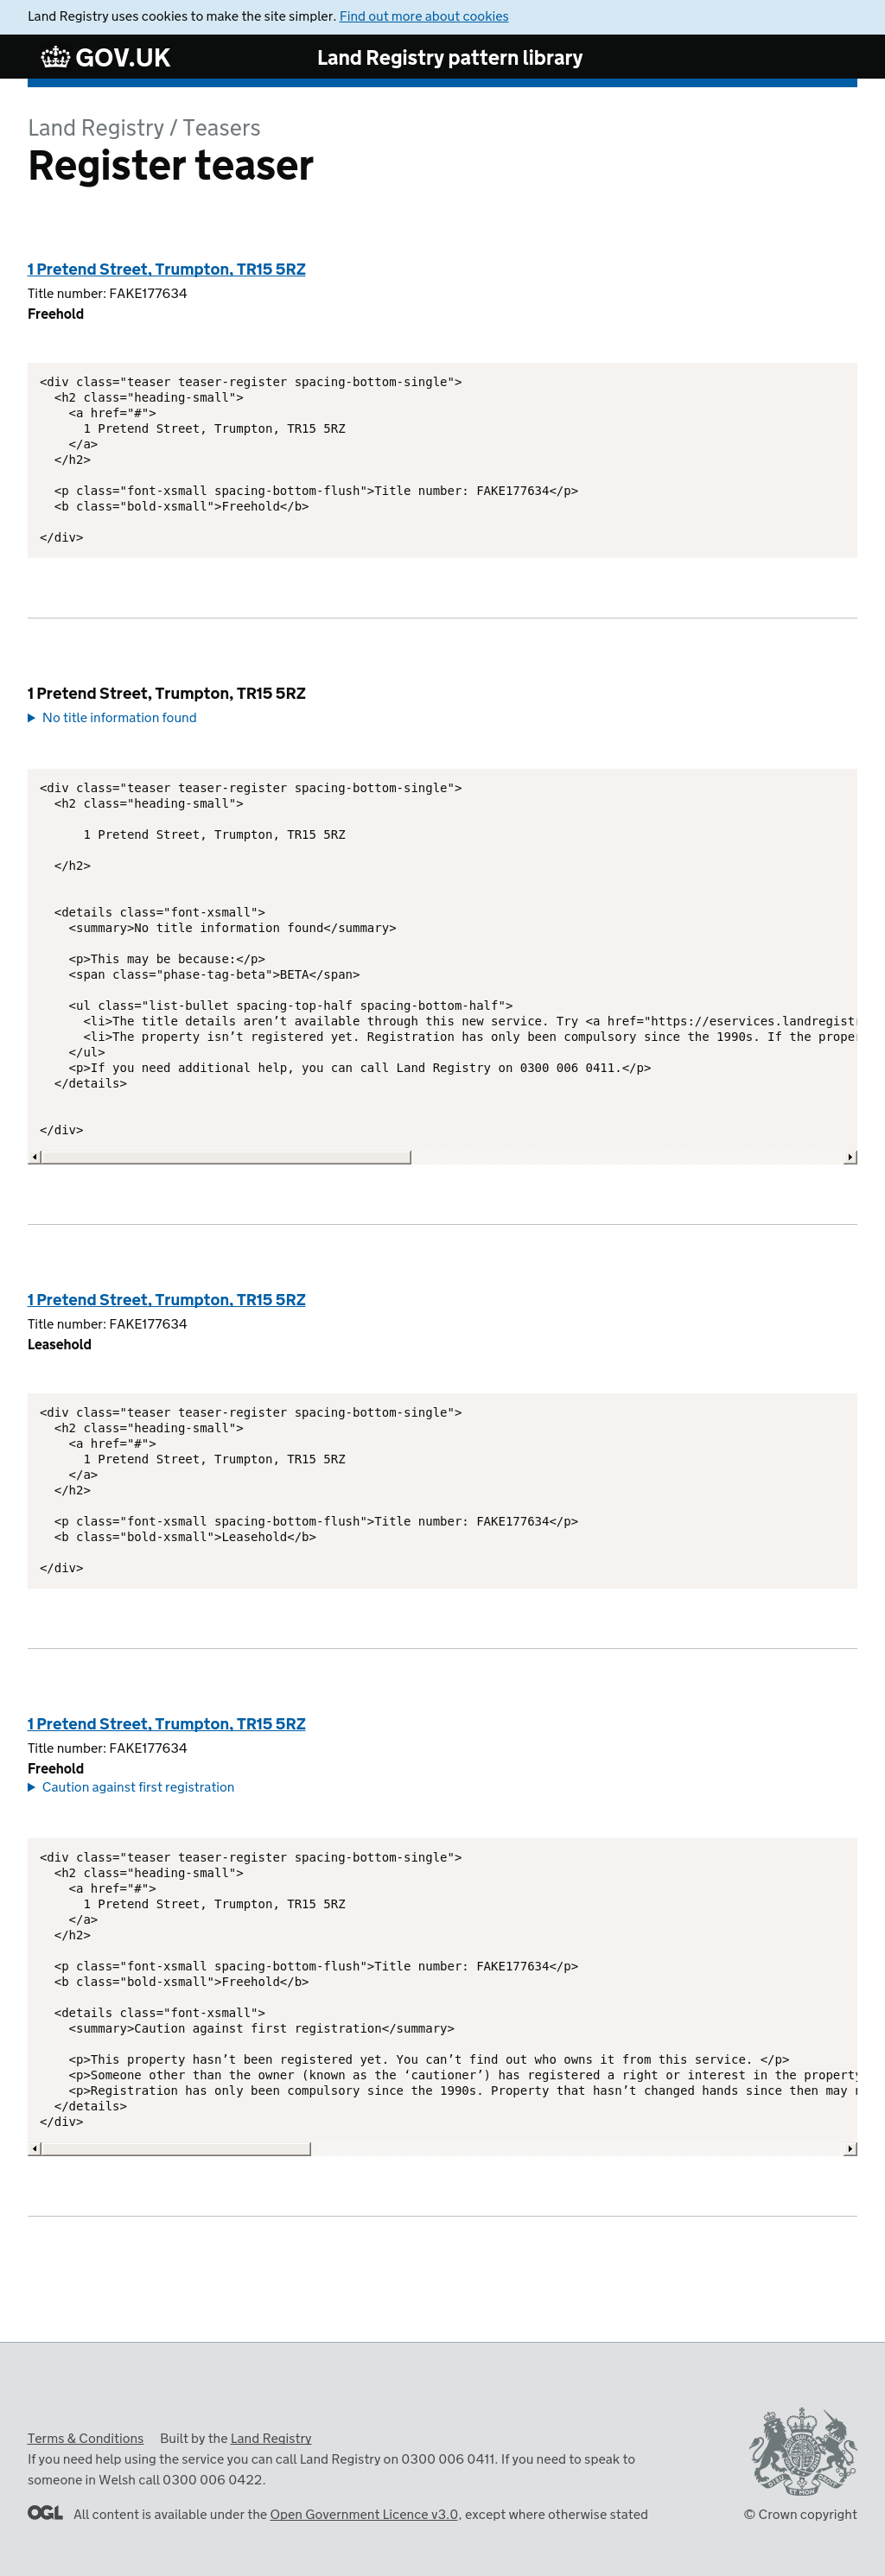 Land Registry uses cookies to make the site simpler. Find out more about cookies
GOV.UK
Land Registry pattern library
Land Registry / Teasers
Register teaser
1 Pretend Street, Trumpton, TR15 5RZ
Title number: FAKE177634
Freehold
<div class="teaser teaser-register spacing-bottom-single">
<h2 class="heading-small">
<a href="#">
1 Pretend Street, Trumpton, TR15 5RZ
</a>
</h2>
<p class="font-xsmall spacing-bottom-flush">Title number: FAKE177634</p>
<b class="bold-xsmall">Freehold</b>
</div>
1 Pretend Street, Trumpton, TR15 5RZ
No title information found
<div class="teaser teaser-register spacing-bottom-single">
<h2 class="heading-small">
1 Pretend Street, Trumpton, TR15 5RZ
</h2>
<details class="font-xsmall">
<summary>No title information found</summary>
<p>This may be because:</p>
<span class="phase-tag-beta">BETA</span>
<ul class="list-bullet spacing-top-half spacing-bottom-half">
<li>The title details aren’t available through this new service. Try <a href="https://eservices.landregistr
<li>The property isn’t registered yet. Registration has only been compulsory since the 1990s. If the proper
</ul>
<p>If you need additional help, you can call Land Registry on 0300 006 0411.</p>
</details>
</div>
1 Pretend Street, Trumpton, TR15 5RZ
Title number: FAKE177634
Leasehold
<div class="teaser teaser-register spacing-bottom-single">
<h2 class="heading-small">
<a href="#">
1 Pretend Street, Trumpton, TR15 5RZ
</a>
</h2>
<p class="font-xsmall spacing-bottom-flush">Title number: FAKE177634</p>
<b class="bold-xsmall">Leasehold</b>
</div>
1 Pretend Street, Trumpton, TR15 5RZ
Title number: FAKE177634
Freehold
Caution against first registration
<div class="teaser teaser-register spacing-bottom-single">
<h2 class="heading-small">
<a href="#">
1 Pretend Street, Trumpton, TR15 5RZ
</a>
</h2>
<p class="font-xsmall spacing-bottom-flush">Title number: FAKE177634</p>
<b class="bold-xsmall">Freehold</b>
<details class="font-xsmall">
<summary>Caution against first registration</summary>
<p>This property hasn’t been registered yet. You can’t find out who owns it from this service. </p>
<p>Someone other than the owner (known as the ‘cautioner’) has registered a right or interest in the property
<p>Registration has only been compulsory since the 1990s. Property that hasn’t changed hands since then may
</details>
</div>
Terms & Conditions Built by the Land Registry
If you need help using the service you can call Land Registry on 0300 006 0411. If you need to speak to
someone in Welsh call 0300 006 0422.
OGL All content is available under the Open Government Licence v3.0, except where otherwise stated
© Crown copyright